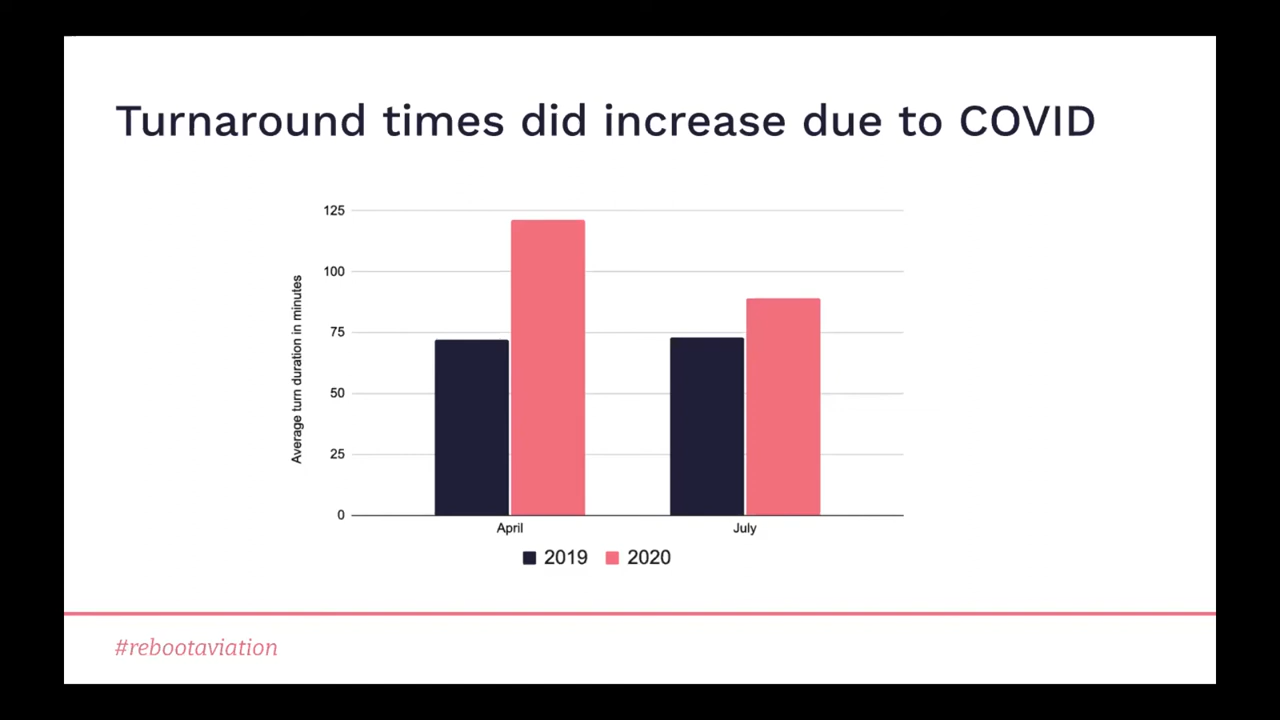 Turnaround times did increase due to COVID
Average turn duration in minutes
125
100
75
50
25
0
April July
2019 2020
#rebootaviation